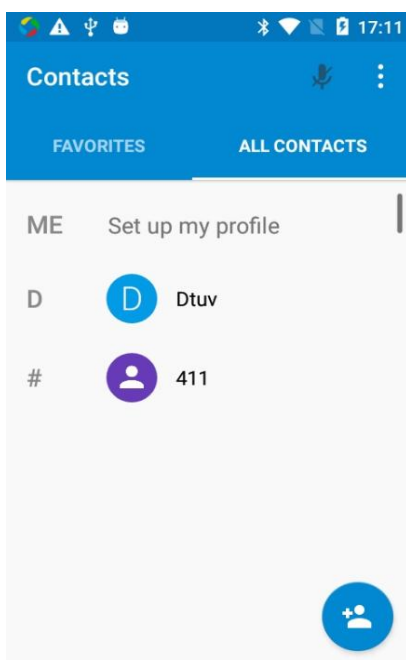 17:11
Contacts
FAVORITES ALL CONTACTS
ME Set up my profile
D D Dtuv
# 411